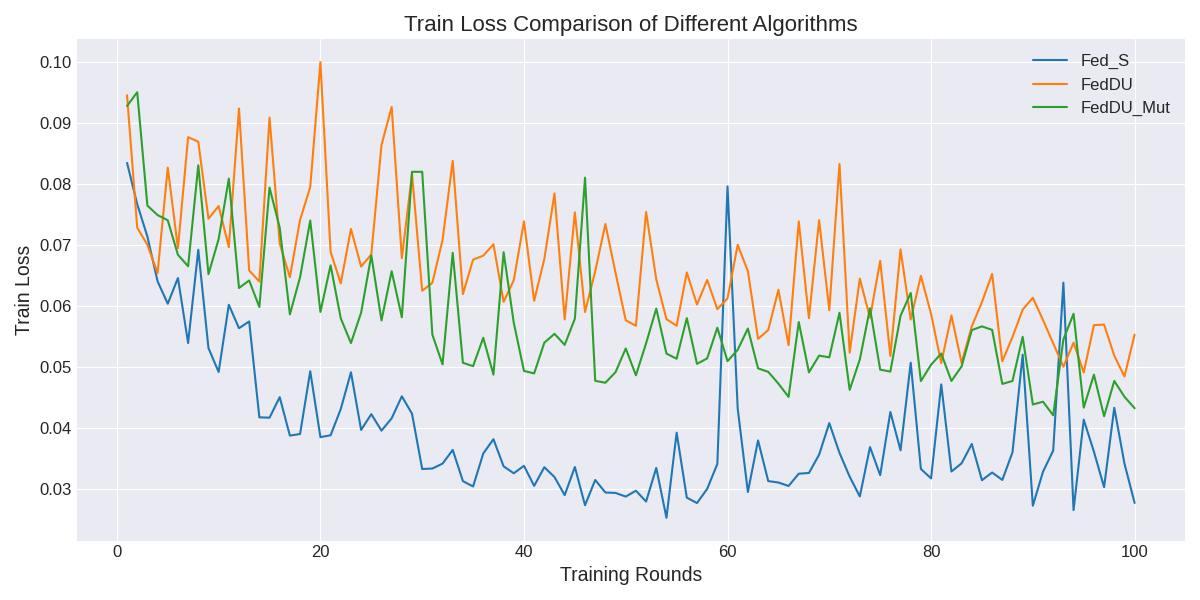 Train Loss Comparison of Different Algorithms
Fed_S
FedDU
FedDU_Mut
0.10
0.09
0.08
0.07
0.06
0.05
0.04
0.03
Train Loss
0 20 40 60 80 100
Training Rounds